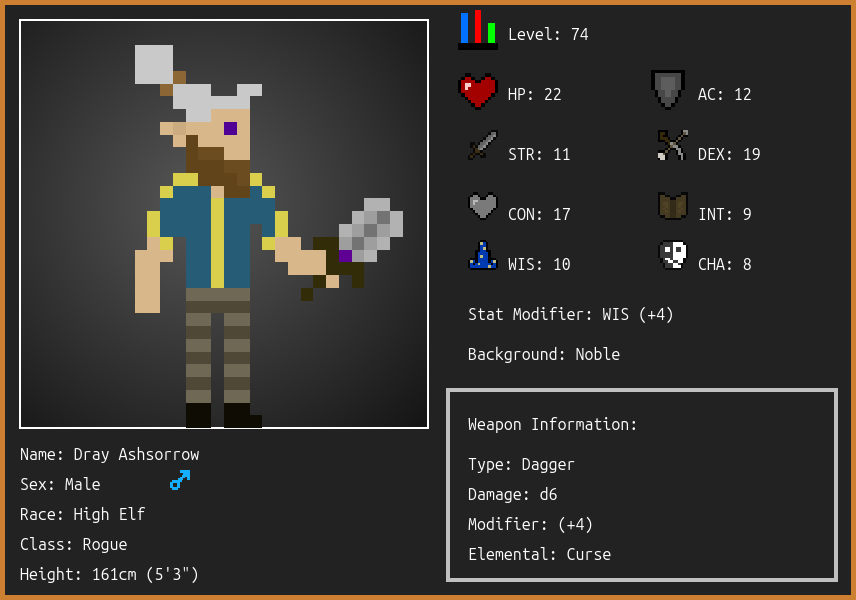 Level: 74
HP: 22
AC: 12
STR: 11
DEX: 19
CON: 17
INT: 9
WIS: 10
CHA: 8
Stat Modifier: WIS (+4)
Background: Noble
Weapon Information:
Type: Dagger
Damage: d6
Modifier: (+4)
Elemental: Curse
Name: Dray Ashsorrow
Sex: Male
Race: High Elf
Class: Rogue
Height: 161cm (5'3")